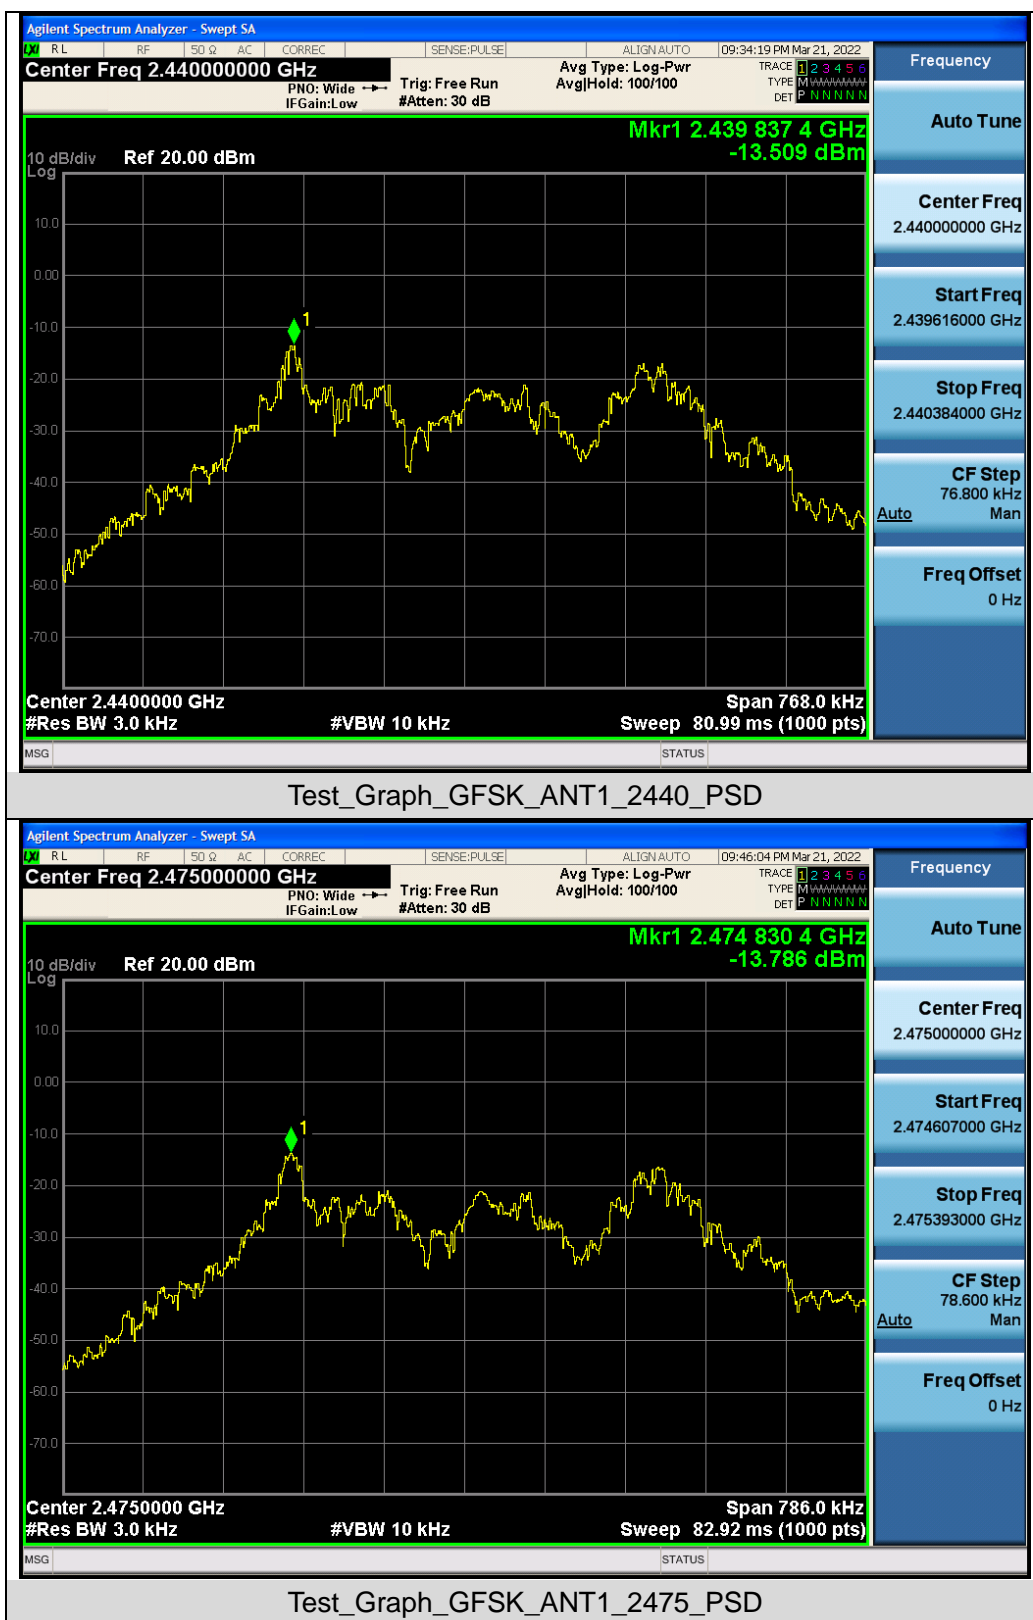 Agilent Spectrum Analyzer - Swept SA
LXI RL RF 50 Ω AC CORREC SENSE:PULSE ALIGN AUTO 09:34:19 PM Mar 21, 2022
Center Freq 2.440000000 GHz
PNO: Wide
IFGain:Low
Trig: Free Run
#Atten: 30 dB
Avg Type: Log-Pwr
Avg|Hold: 100/100
TRACE 1 2 3 4 5 6
TYPE M WWWWW
DET P N N N N N
Frequency
Auto Tune
Center Freq
2.440000000 GHz
Start Freq
2.439616000 GHz
Stop Freq
2.440384000 GHz
CF Step
76.800 kHz
Auto Man
Freq Offset
0 Hz
Mkr1 2.439 837 4 GHz
-13.509 dBm
10 dB/div Ref 20.00 dBm
Log
10.0
0.00
1
-10.0
-20.0
-30.0
-40.0
-50.0
-60.0
-70.0
Center 2.4400000 GHz Span 768.0 kHz
#Res BW 3.0 kHz #VBW 10 kHz Sweep 80.99 ms (1000 pts)
MSG STATUS
Test_Graph_GFSK_ANT1_2440_PSD
Agilent Spectrum Analyzer - Swept SA
LXI RL RF 50 Ω AC CORREC SENSE:PULSE ALIGN AUTO 09:46:04 PM Mar 21, 2022
Center Freq 2.475000000 GHz
PNO: Wide
IFGain:Low
Trig: Free Run
#Atten: 30 dB
Avg Type: Log-Pwr
Avg|Hold: 100/100
TRACE 1 2 3 4 5 6
TYPE M WWWWW
DET P N N N N N
Frequency
Auto Tune
Center Freq
2.475000000 GHz
Start Freq
2.474607000 GHz
Stop Freq
2.475393000 GHz
CF Step
78.600 kHz
Auto Man
Freq Offset
0 Hz
Mkr1 2.474 830 4 GHz
-13.786 dBm
10 dB/div Ref 20.00 dBm
Log
10.0
0.00
1
-10.0
-20.0
-30.0
-40.0
-50.0
-60.0
-70.0
Center 2.4750000 GHz Span 786.0 kHz
#Res BW 3.0 kHz #VBW 10 kHz Sweep 82.92 ms (1000 pts)
MSG STATUS
Test_Graph_GFSK_ANT1_2475_PSD